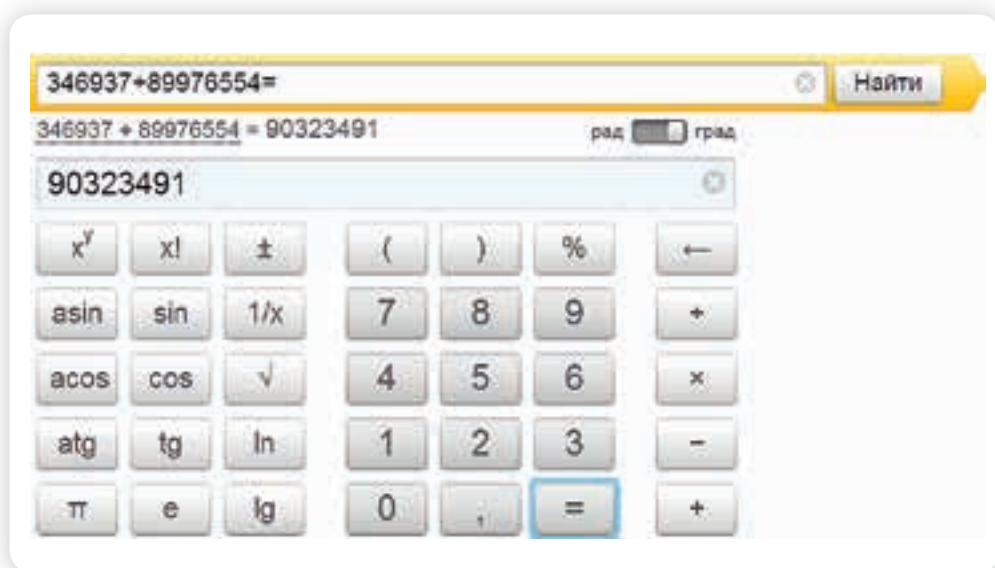 346937+89976554= Найти
346937 + 89976554 = 90323491 рад град
90323491
xʸ x! ± ( ) % ←
asin sin 1/x 7 8 9 ÷
acos cos √ 4 5 6 ×
atg tg ln 1 2 3 −
π e lg 0 , = +